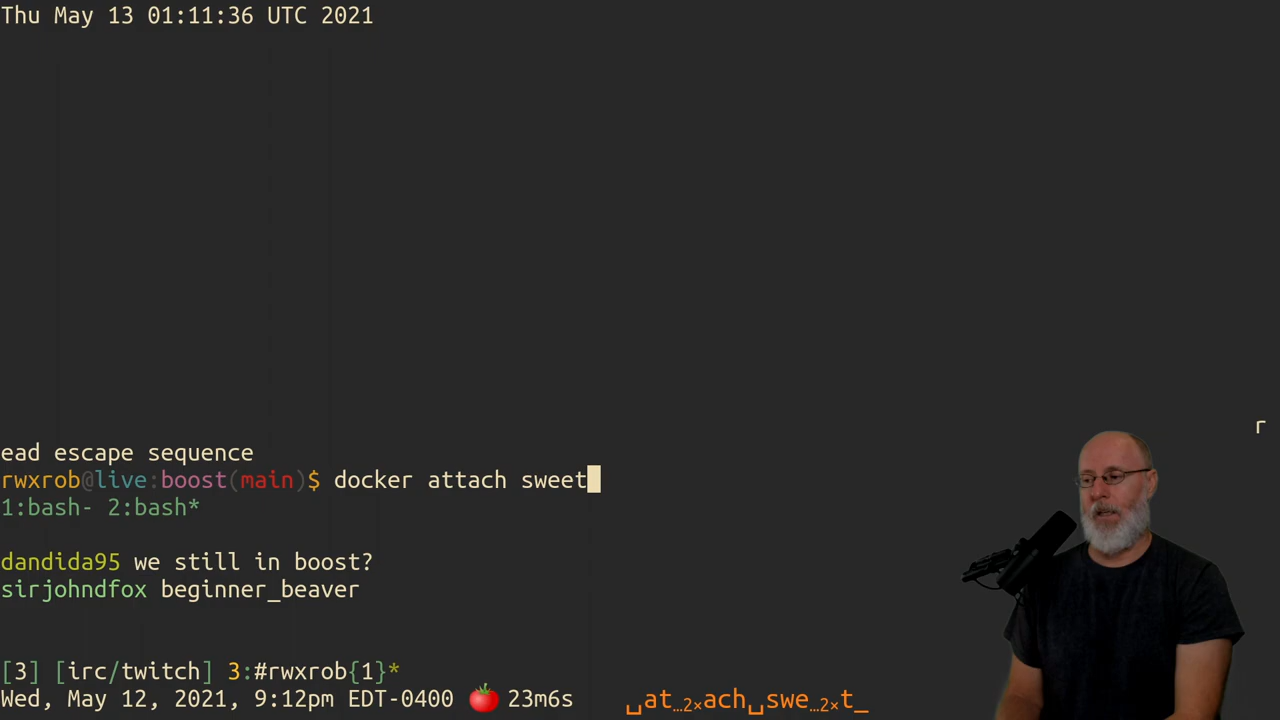 Thu May 13 01:11:36 UTC 2021
r
ead escape sequence
rwxrob@live:boost(main)$ docker attach sweet
1:bash- 2:bash*
dandida95 we still in boost?
sirjohndfox beginner_beaver
[3] [irc/twitch] 3:#rwxrob{1}*
Wed, May 12, 2021, 9:12pm EDT-0400 🍅 23m6s ␣at…2×ach␣swe…2×t_